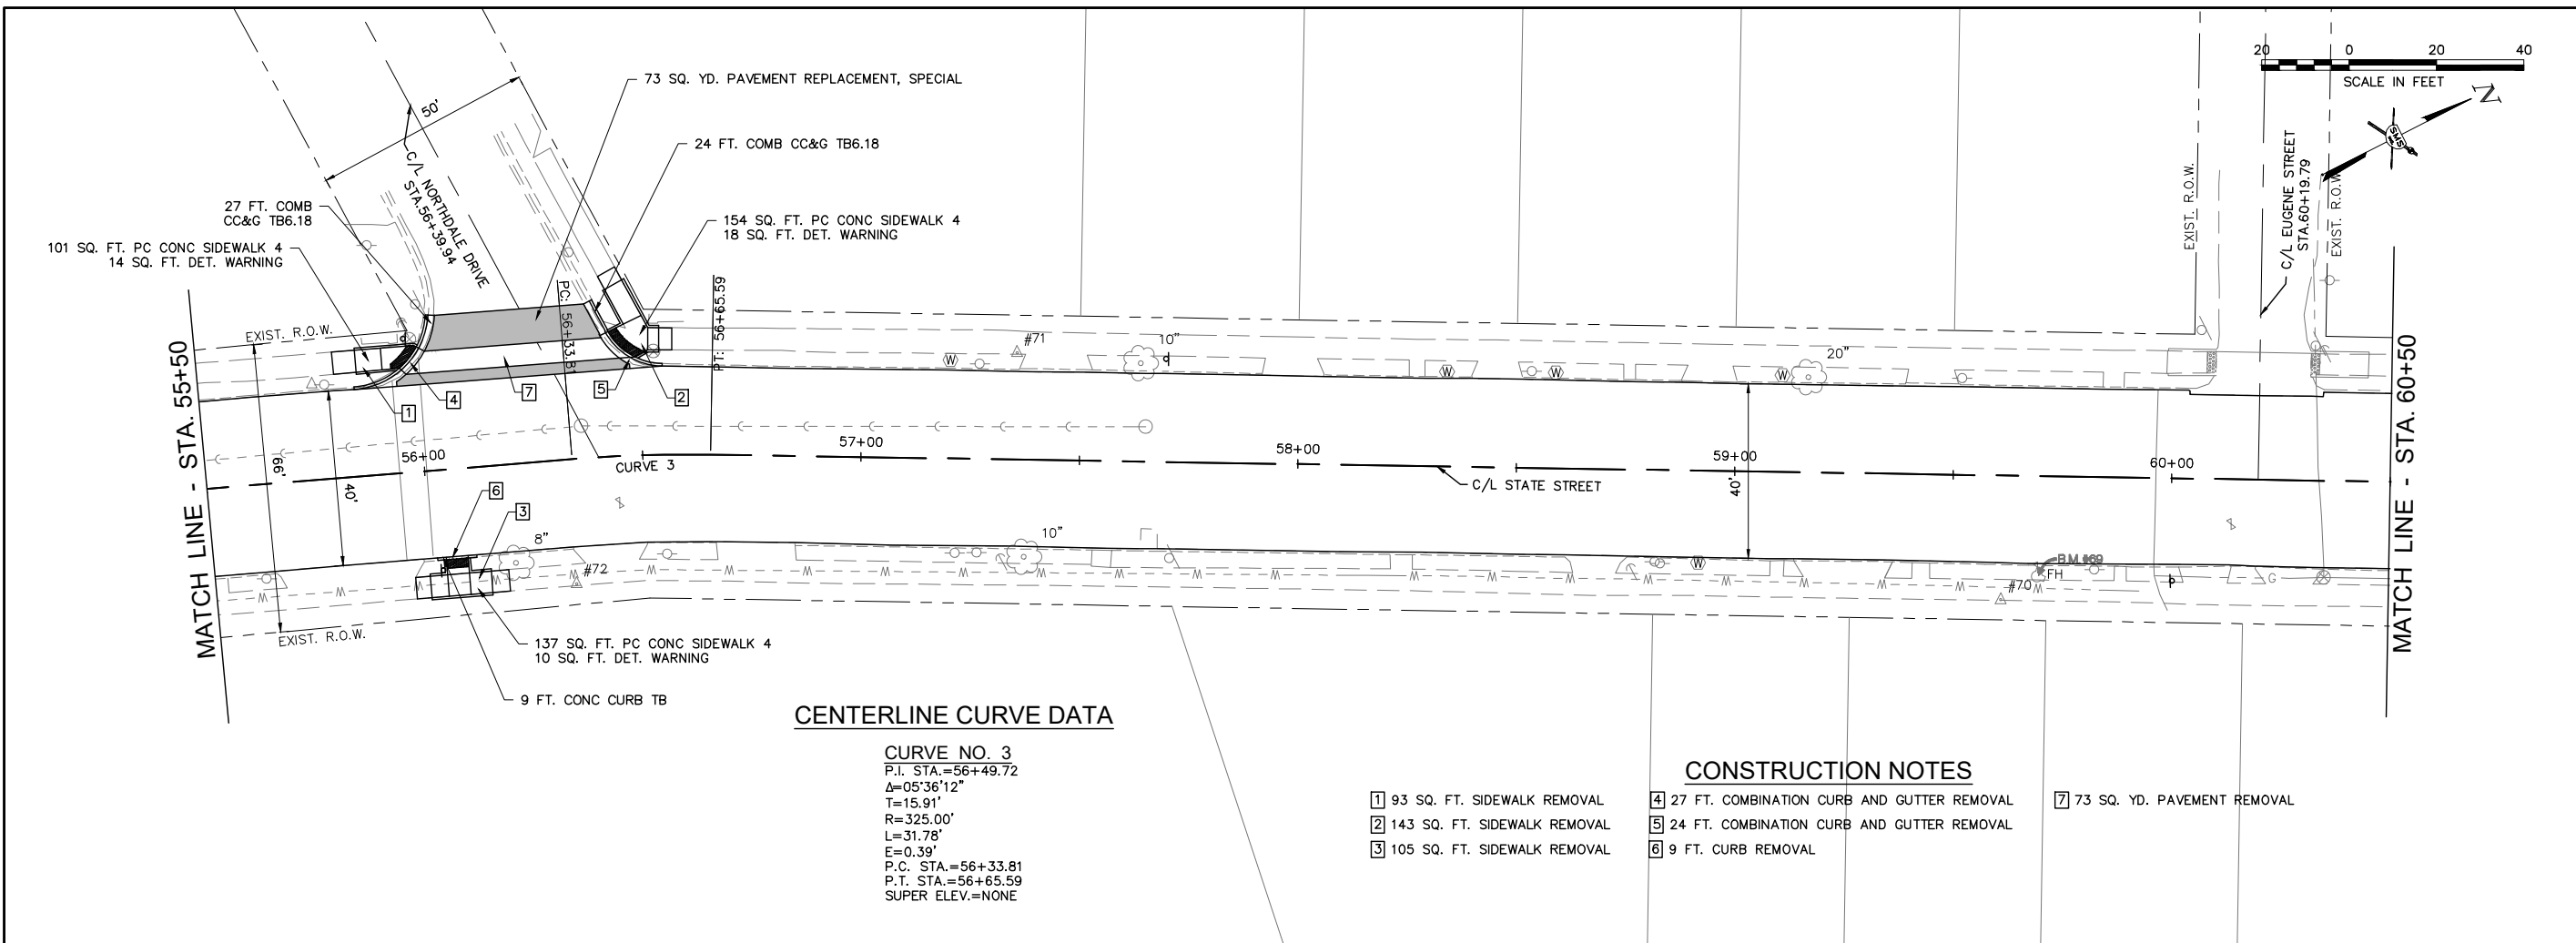 20 0 20 40
SCALE IN FEET
N
SMS
73 SQ. YD. PAVEMENT REPLACEMENT, SPECIAL
50'
24 FT. COMB CC&G TB6.18
C/L NORTHDALE DRIVE
STA.56+39.94
27 FT. COMB
CC&G TB6.18
154 SQ. FT. PC CONC SIDEWALK 4
18 SQ. FT. DET. WARNING
101 SQ. FT. PC CONC SIDEWALK 4
14 SQ. FT. DET. WARNING
EXIST. R.O.W.
C/L EUGENE STREET
STA.60+19.79
EXIST. R.O.W.
EXIST. R.O.W.
PC: 56+33.8
P.T: 56+65.59
#71
10"
20"
W
W
W
W
1
4
7
5
2
MATCH LINE - STA. 55+50
MATCH LINE - STA. 60+50
66'
40'
56+00
57+00
58+00
59+00
60+00
CURVE 3
C/L STATE STREET
40'
6
3
8"
10"
#72
W
B.M.#69
FH
#70
G
EXIST. R.O.W.
137 SQ. FT. PC CONC SIDEWALK 4
10 SQ. FT. DET. WARNING
9 FT. CONC CURB TB
CENTERLINE CURVE DATA
CURVE NO. 3
P.I. STA.=56+49.72
Δ=05°36'12"
T=15.91'
R=325.00'
L=31.78'
E=0.39'
P.C. STA.=56+33.81
P.T. STA.=56+65.59
SUPER ELEV.=NONE
CONSTRUCTION NOTES
1 93 SQ. FT. SIDEWALK REMOVAL
2 143 SQ. FT. SIDEWALK REMOVAL
3 105 SQ. FT. SIDEWALK REMOVAL
4 27 FT. COMBINATION CURB AND GUTTER REMOVAL
5 24 FT. COMBINATION CURB AND GUTTER REMOVAL
6 9 FT. CURB REMOVAL
7 73 SQ. YD. PAVEMENT REMOVAL